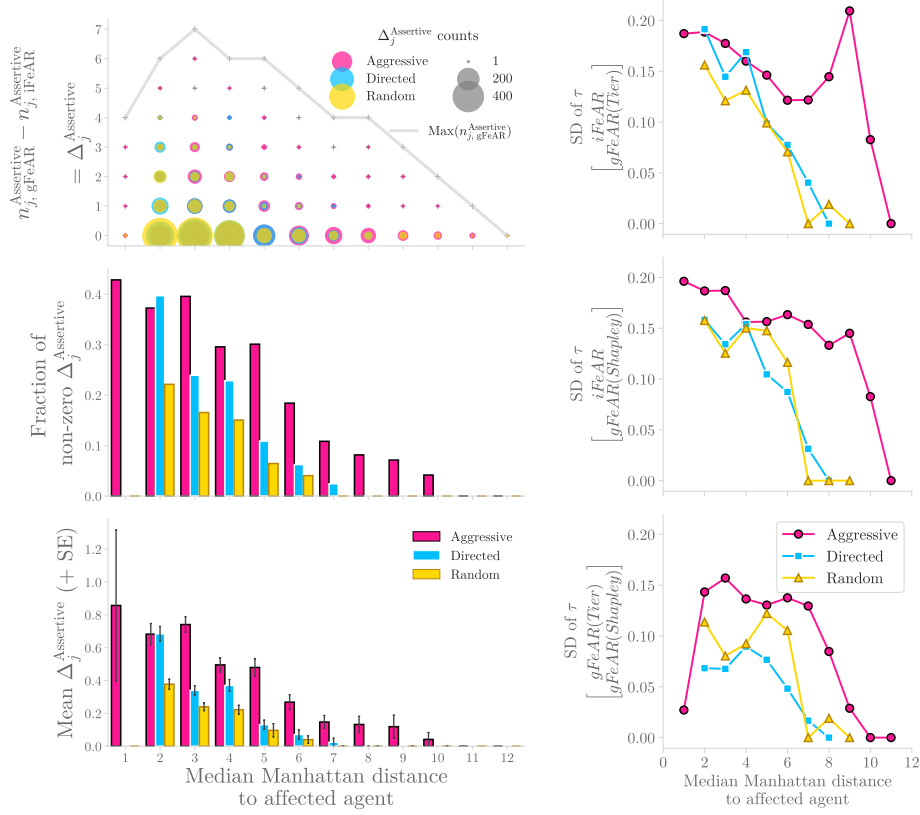 n_{j, gFeAR}^{Assertive} − n_{j, iFeAR}^{Assertive}
= Δ_j^{Assertive}
7
6
5
4
3
2
1
0
Δ_j^{Assertive} counts
Aggressive
Directed
Random
1
200
400
Max(n_{j, gFeAR}^{Assertive})
Fraction of
non-zero Δ_j^{Assertive}
0.4
0.3
0.2
0.1
0.0
Mean Δ_j^{Assertive} (+ SE)
1.2
1.0
0.8
0.6
0.4
0.2
0.0
Aggressive
Directed
Random
1 2 3 4 5 6 7 8 9 10 11 12
Median Manhattan distance
to affected agent
SD of τ
[iFeAR
gFeAR(Tier)]
0.20
0.15
0.10
0.05
0.00
SD of τ
[iFeAR
gFeAR(Shapley)]
0.20
0.15
0.10
0.05
0.00
SD of τ
[gFeAR(Tier)
gFeAR(Shapley)]
0.20
0.15
0.10
0.05
0.00
Aggressive
Directed
Random
0 2 4 6 8 10 12
Median Manhattan distance
to affected agent